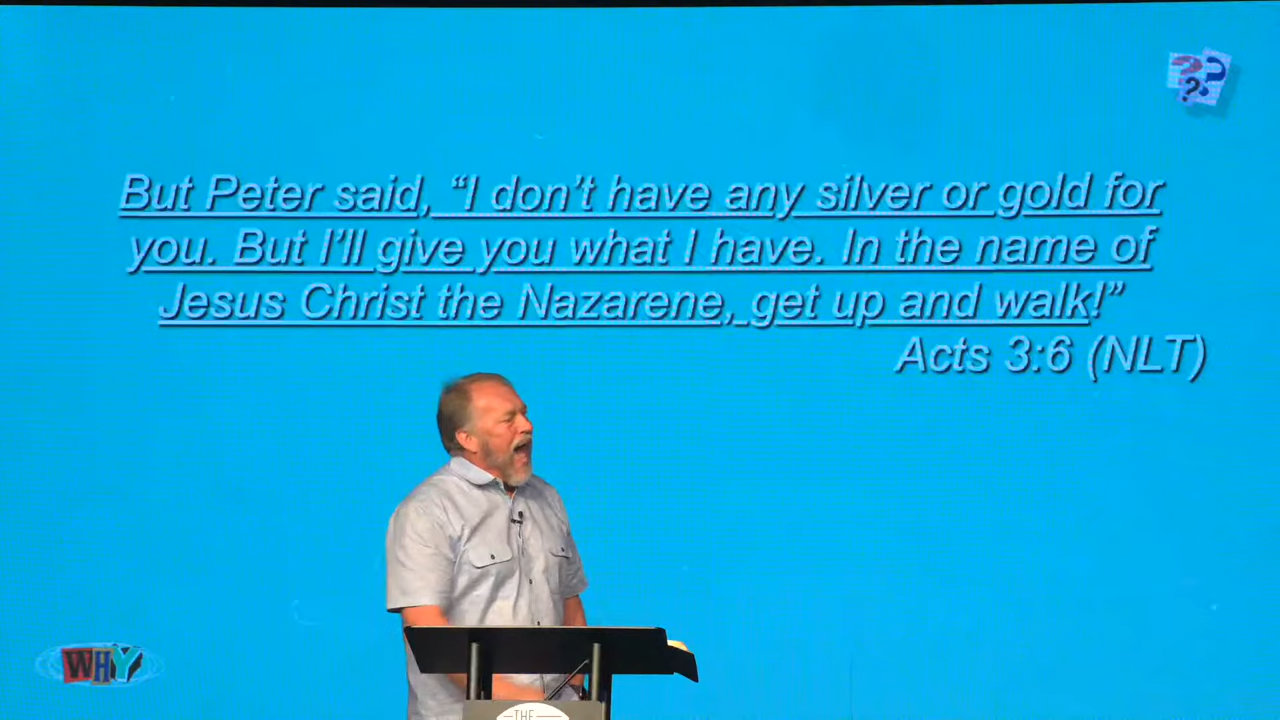 But Peter said, “I don’t have any silver or gold for
you. But I’ll give you what I have. In the name of
Jesus Christ the Nazarene, get up and walk!”
Acts 3:6 (NLT)
???
WHY
THE